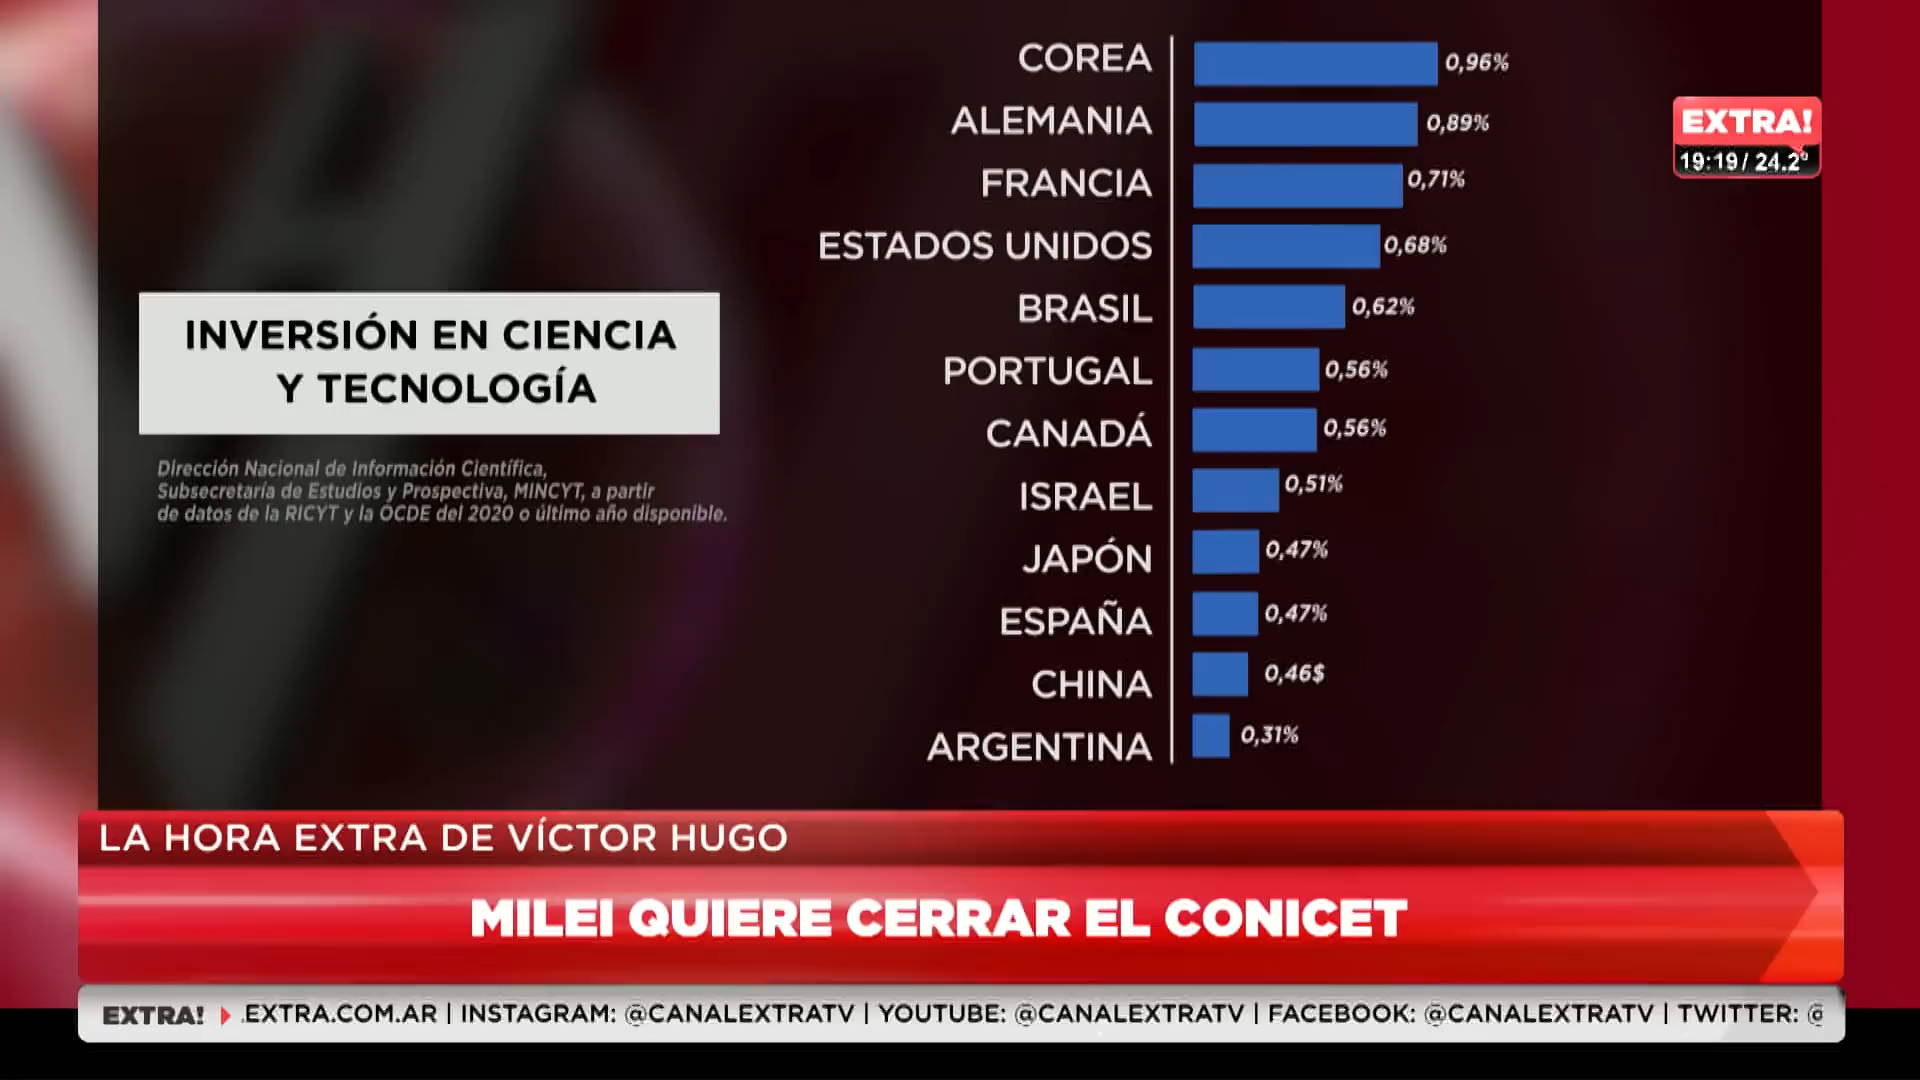 COREA 0,96%
ALEMANIA 0,89%
FRANCIA 0,71%
ESTADOS UNIDOS 0,68%
BRASIL 0,62%
PORTUGAL 0,56%
CANADÁ 0,56%
ISRAEL 0,51%
JAPÓN 0,47%
ESPAÑA 0,47%
CHINA 0,46$
ARGENTINA 0,31%
EXTRA!
19:19 / 24.2°
INVERSIÓN EN CIENCIA
Y TECNOLOGÍA
Dirección Nacional de Información Científica,
Subsecretaría de Estudios y Prospectiva, MINCYT, a partir
de datos de la RICYT y la OCDE del 2020 o último año disponible.
LA HORA EXTRA DE VÍCTOR HUGO
MILEI QUIERE CERRAR EL CONICET
EXTRA! .EXTRA.COM.AR | INSTAGRAM: @CANALEXTRATV | YOUTUBE: @CANALEXTRATV | FACEBOOK: @CANALEXTRATV | TWITTER: @